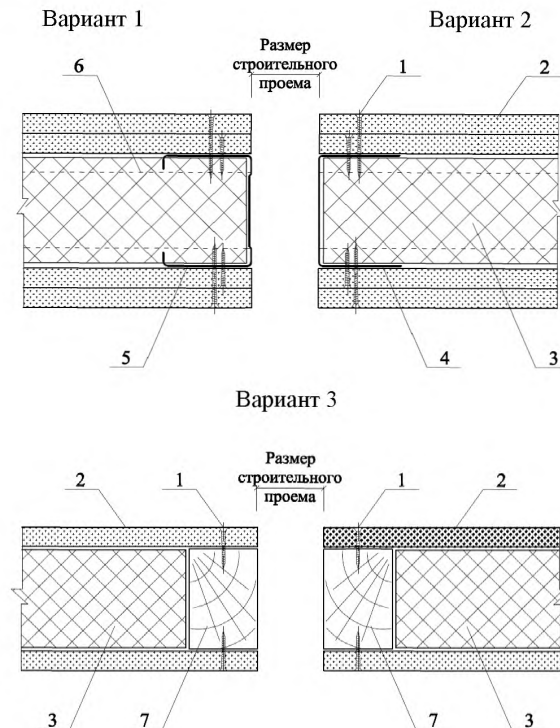 Вариант 1
Вариант 2
Размер
строительного
проема
6
1
2
5
4
3
Вариант 3
Размер
строительного
проема
2
1
1
2
3
7
7
3